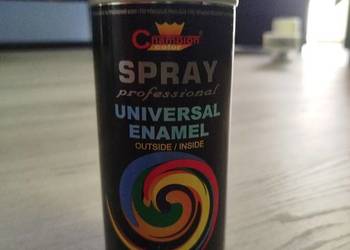 Champion
color
SPRAY
professional
UNIVERSAL
ENAMEL
OUTSIDE / INSIDE